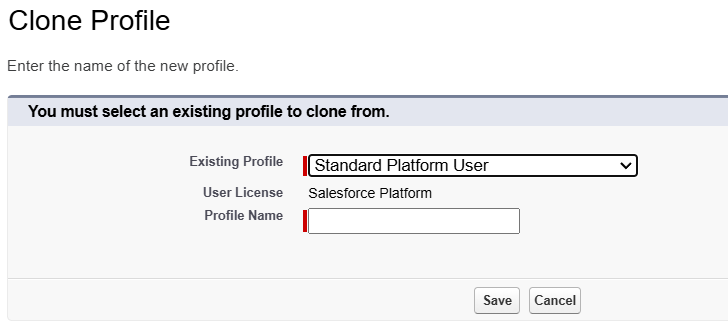 Clone Profile
Enter the name of the new profile.
You must select an existing profile to clone from.
Existing Profile Standard Platform User
User License Salesforce Platform
Profile Name
Save Cancel